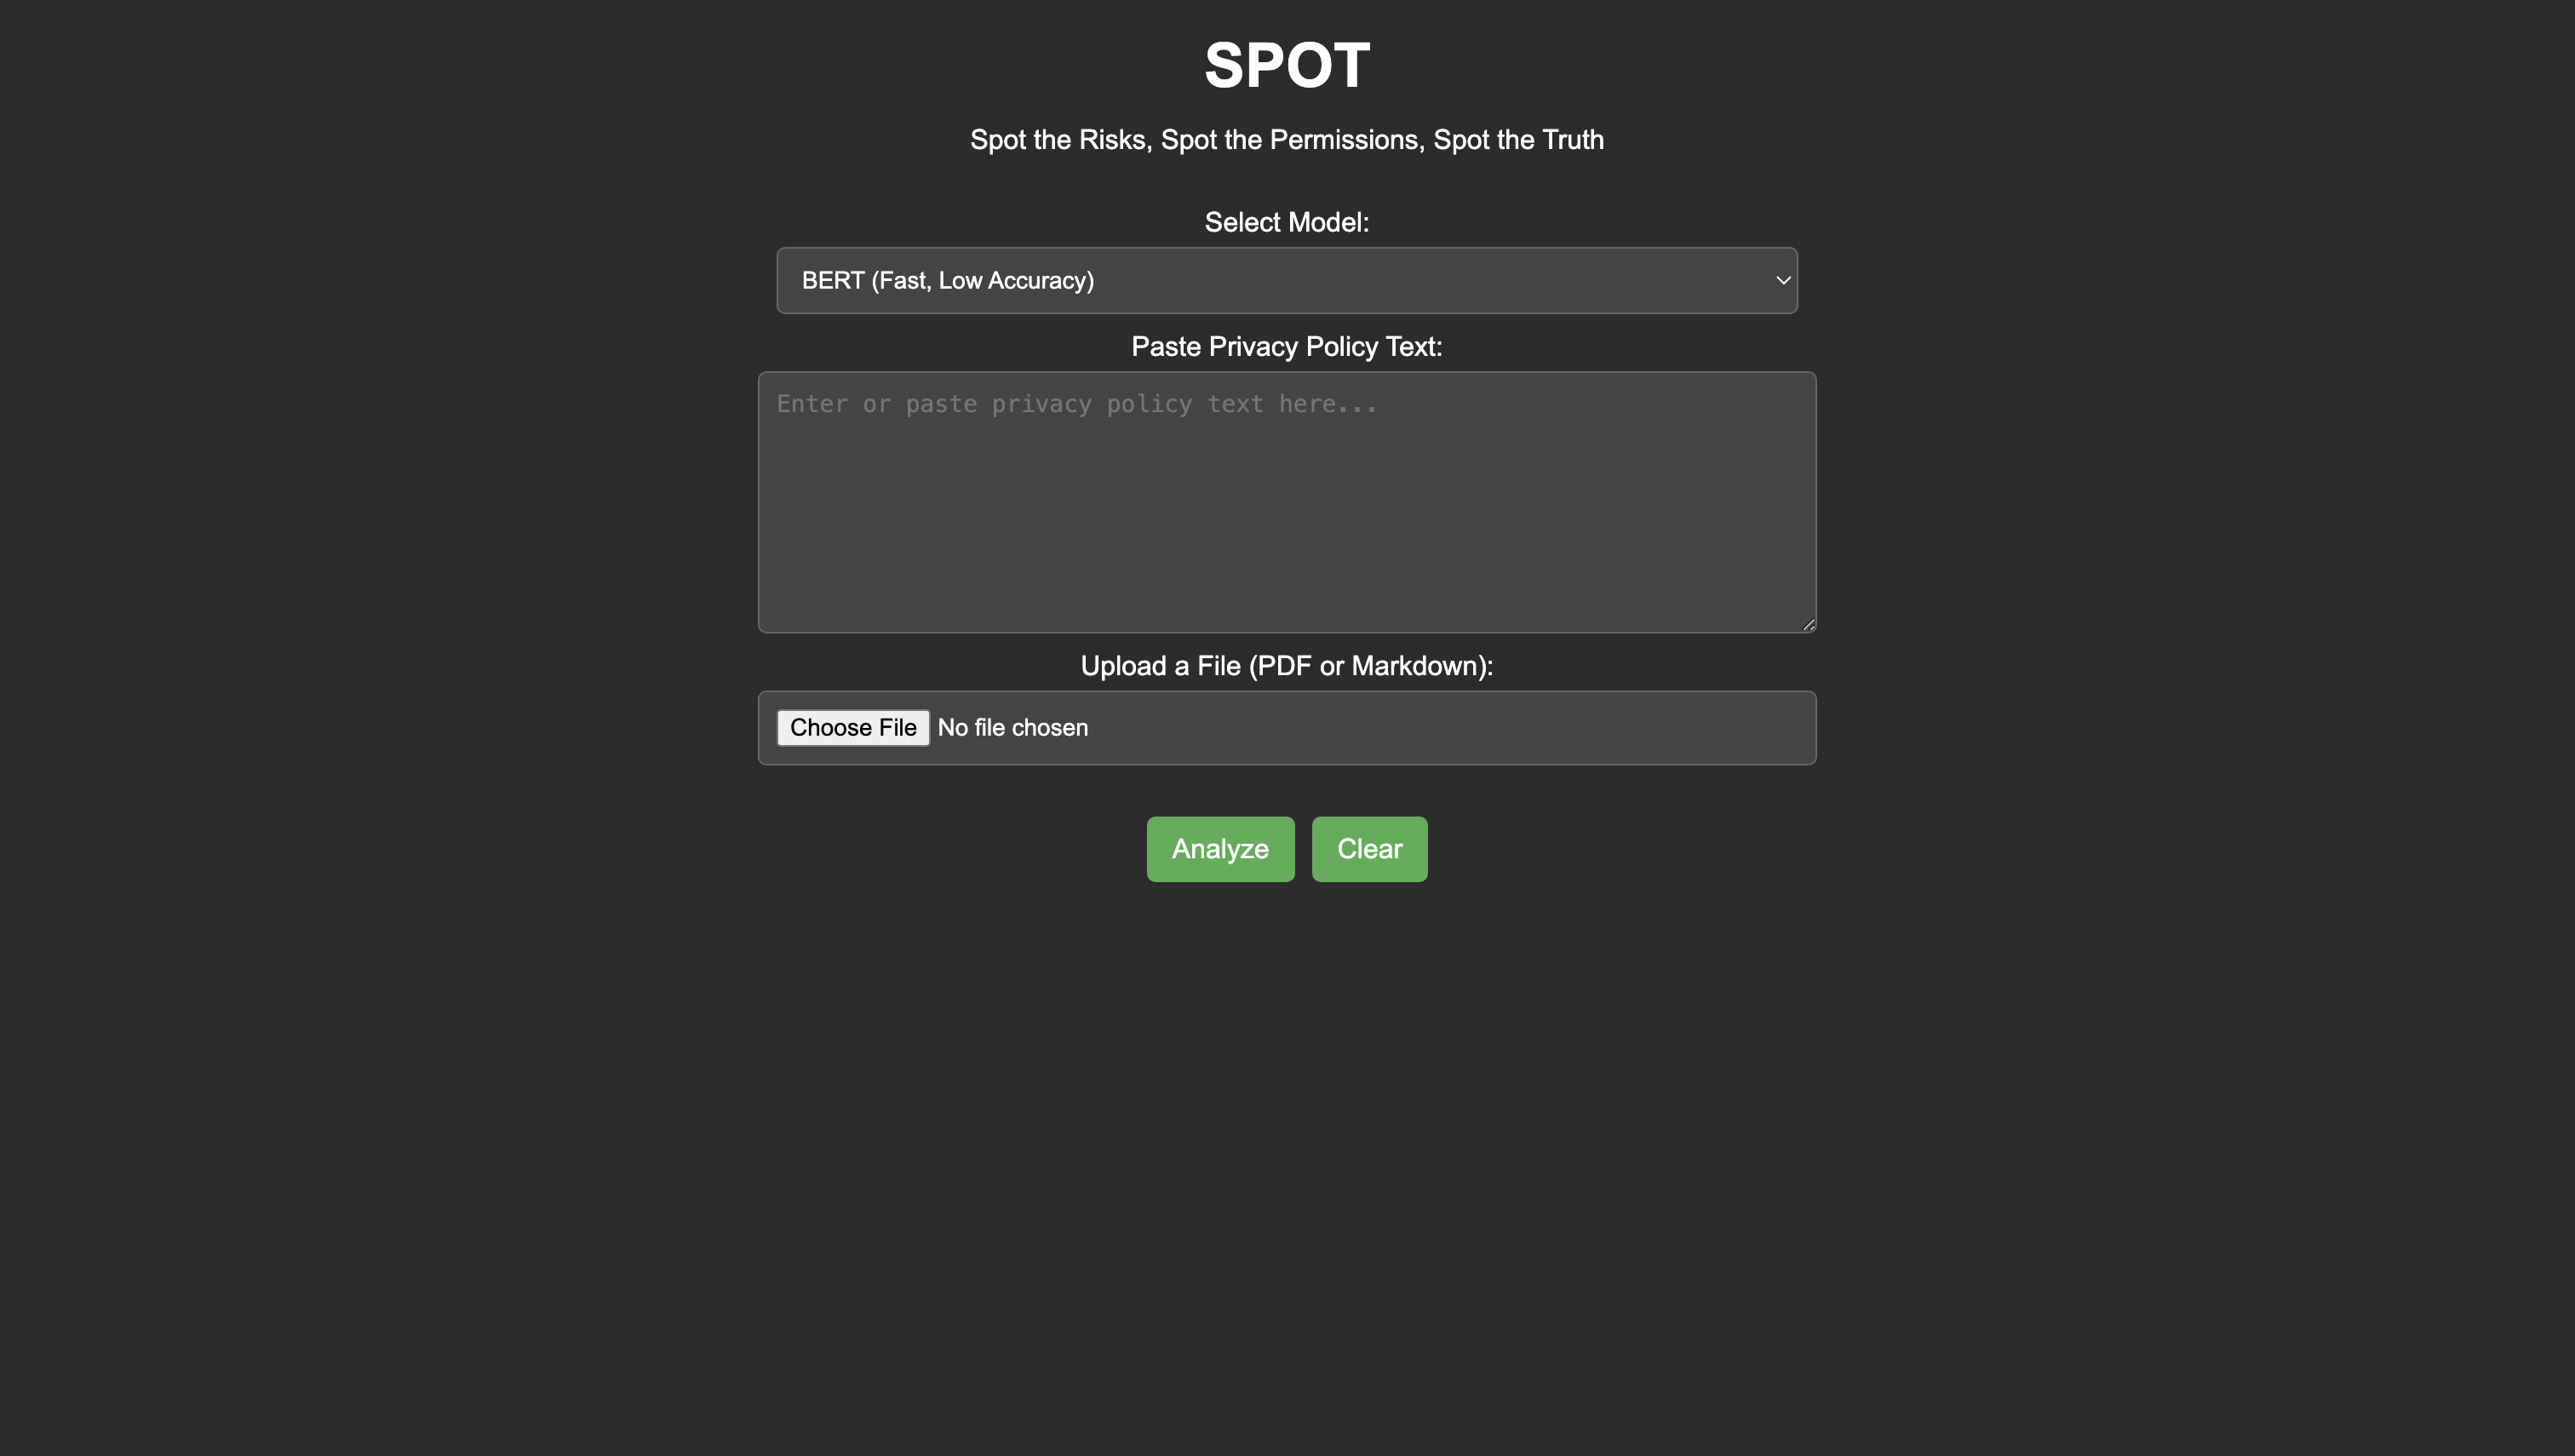 SPOT
Spot the Risks, Spot the Permissions, Spot the Truth
Select Model:
BERT (Fast, Low Accuracy)
Paste Privacy Policy Text:
Enter or paste privacy policy text here...
Upload a File (PDF or Markdown):
Choose File No file chosen
Analyze Clear